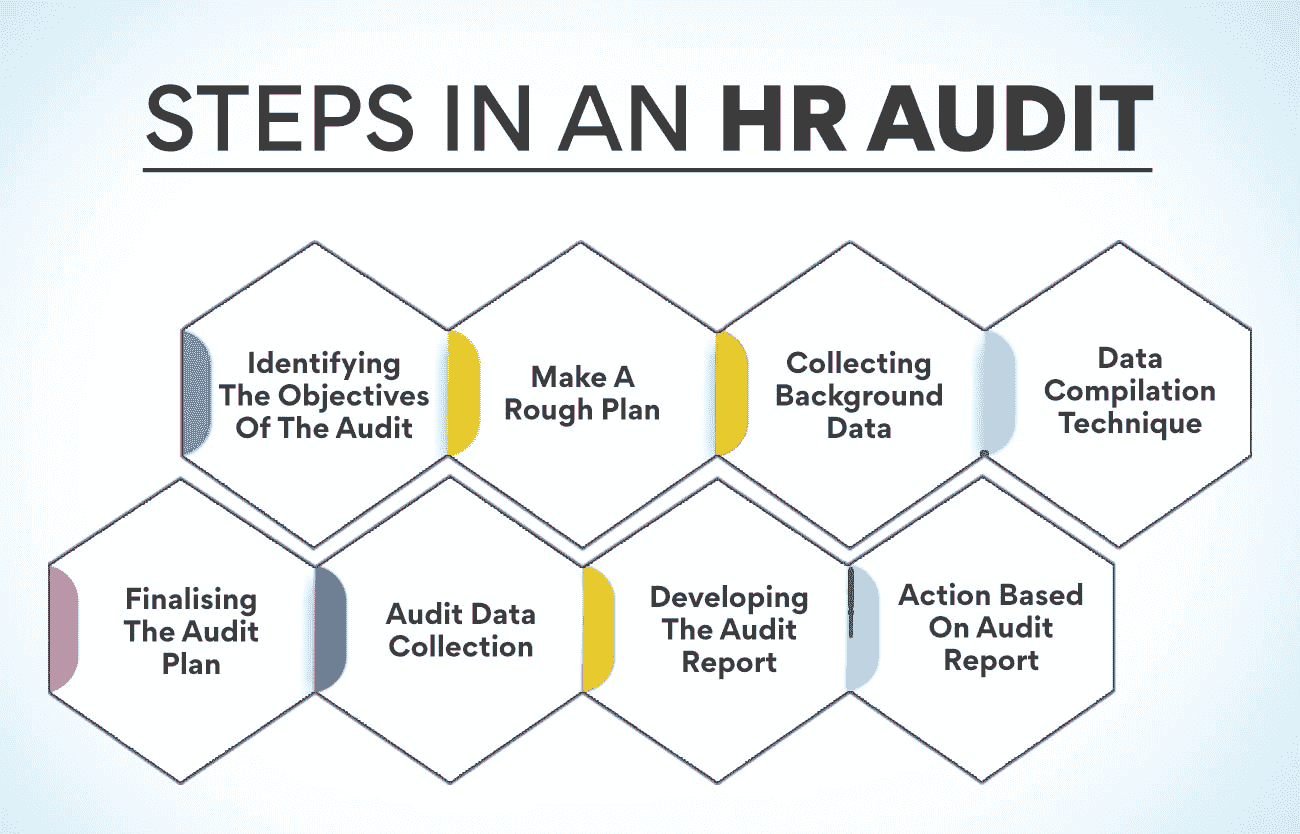 STEPS IN AN HR AUDIT
Identifying
The Objectives
Of The Audit
Make A
Rough Plan
Collecting
Background
Data
Data
Compilation
Technique
Finalising
The Audit
Plan
Audit Data
Collection
Developing
The Audit
Report
Action Based
On Audit
Report